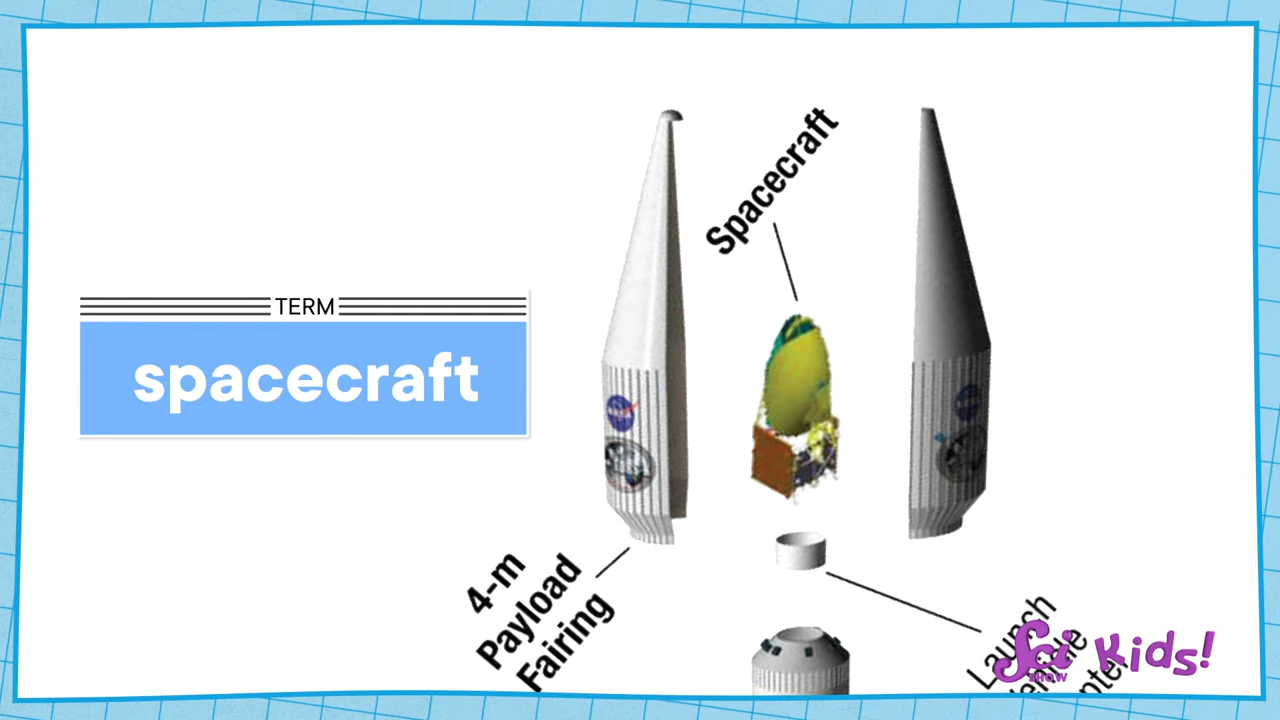 TERM
spacecraft
Spacecraft
4-m
Payload
Fairing
Launch
Sci Kids!
SHOW